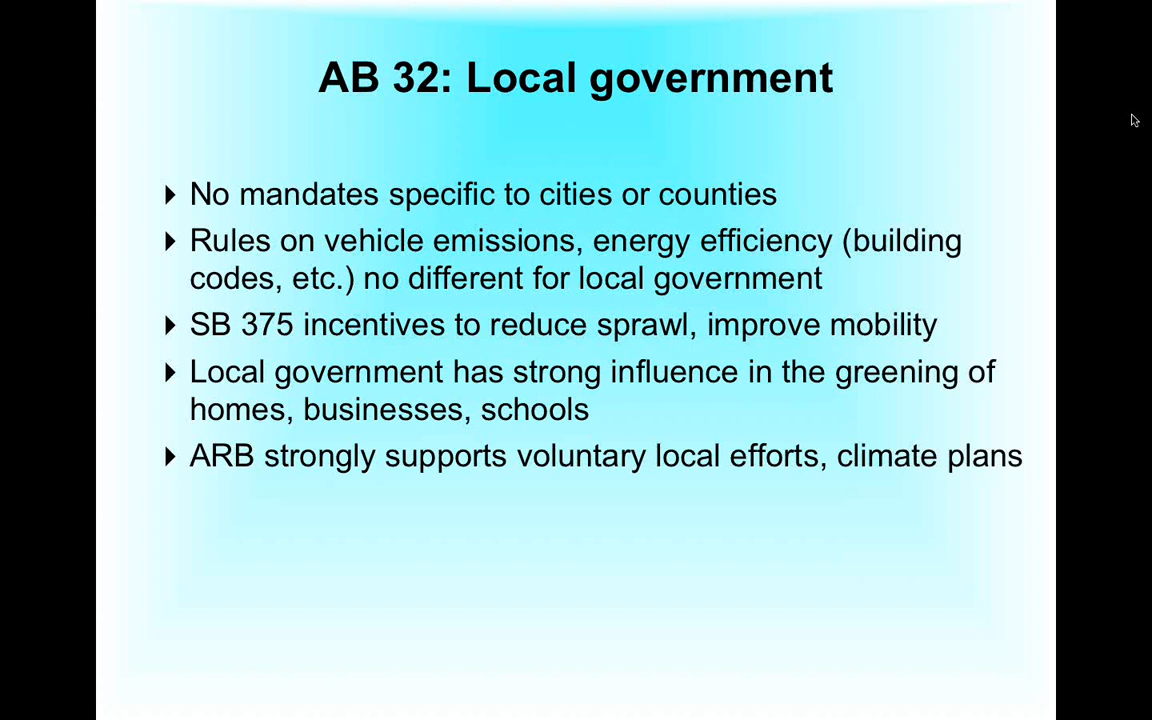 AB 32: Local government
No mandates specific to cities or counties
Rules on vehicle emissions, energy efficiency (building
codes, etc.) no different for local government
SB 375 incentives to reduce sprawl, improve mobility
Local government has strong influence in the greening of
homes, businesses, schools
ARB strongly supports voluntary local efforts, climate plans